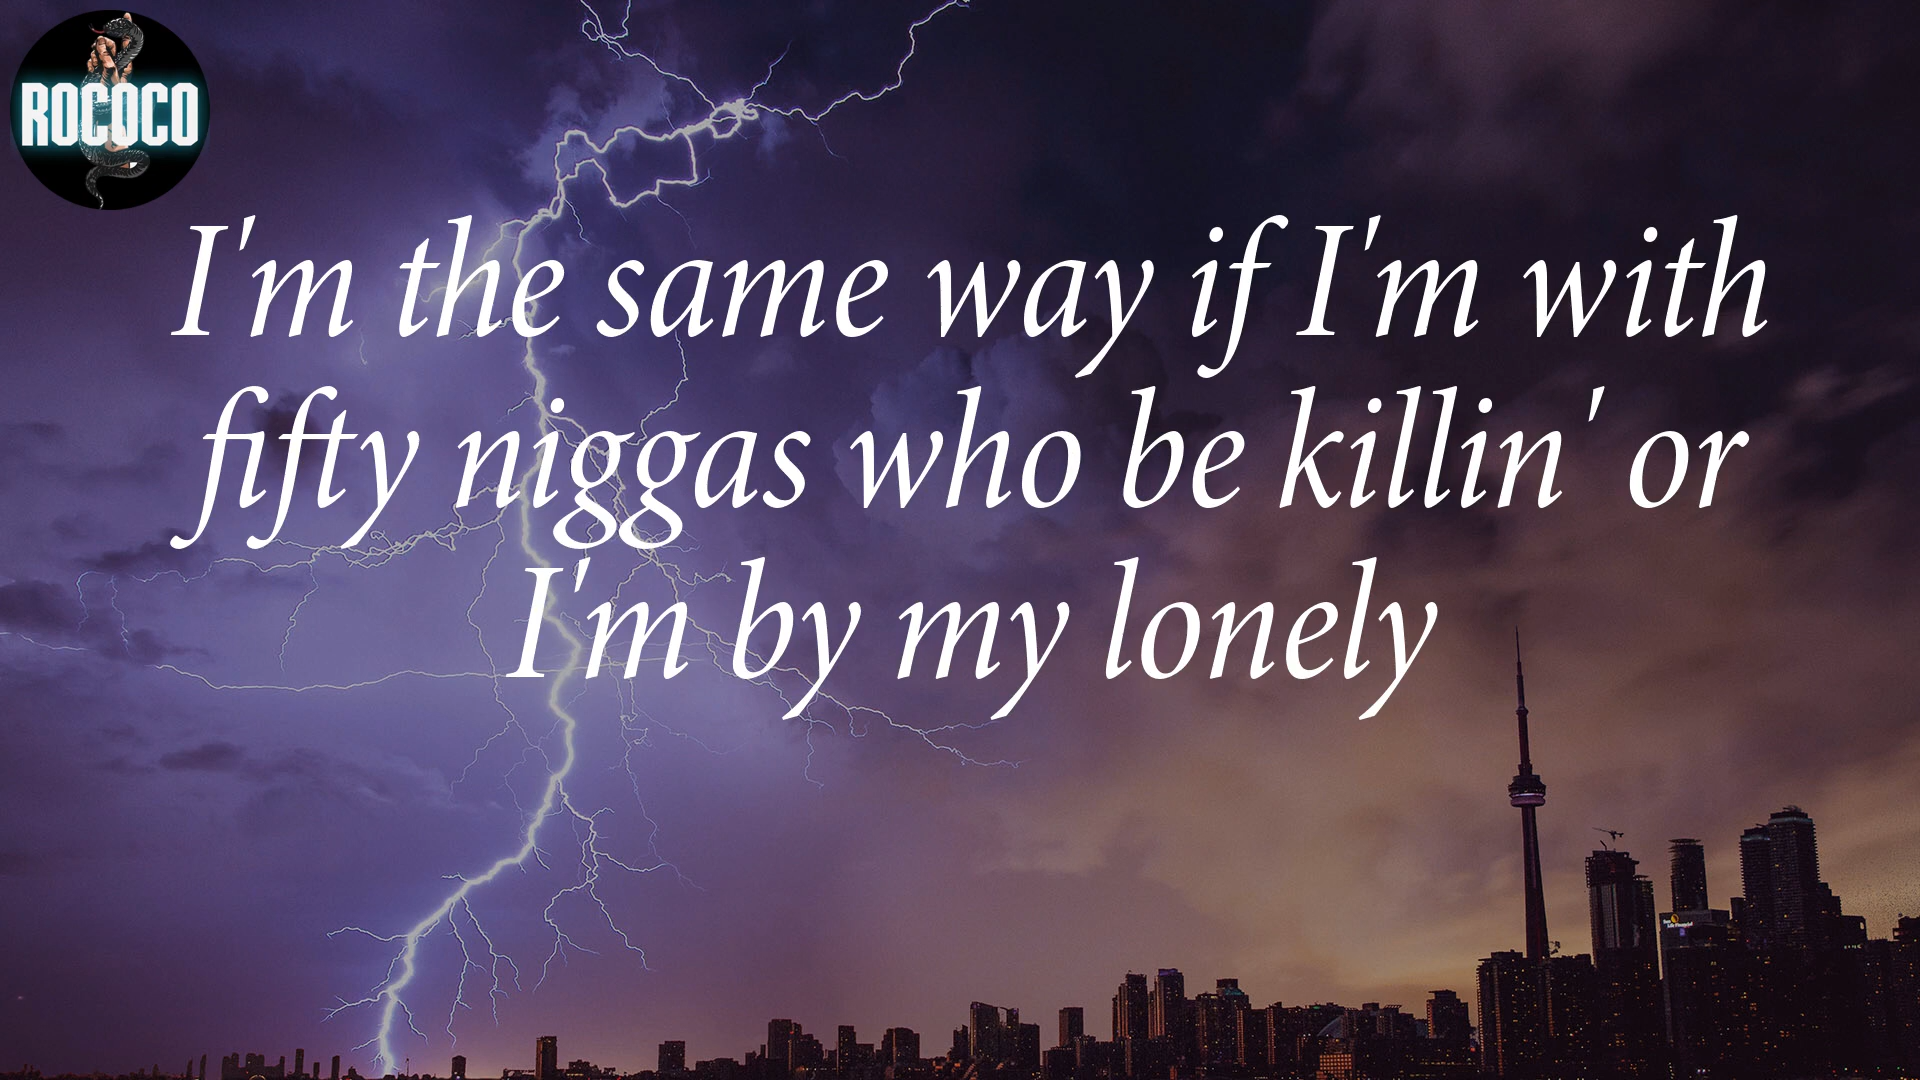 ROCOCO
I'm the same way if I'm with
fifty niggas who be killin' or
I'm by my lonely